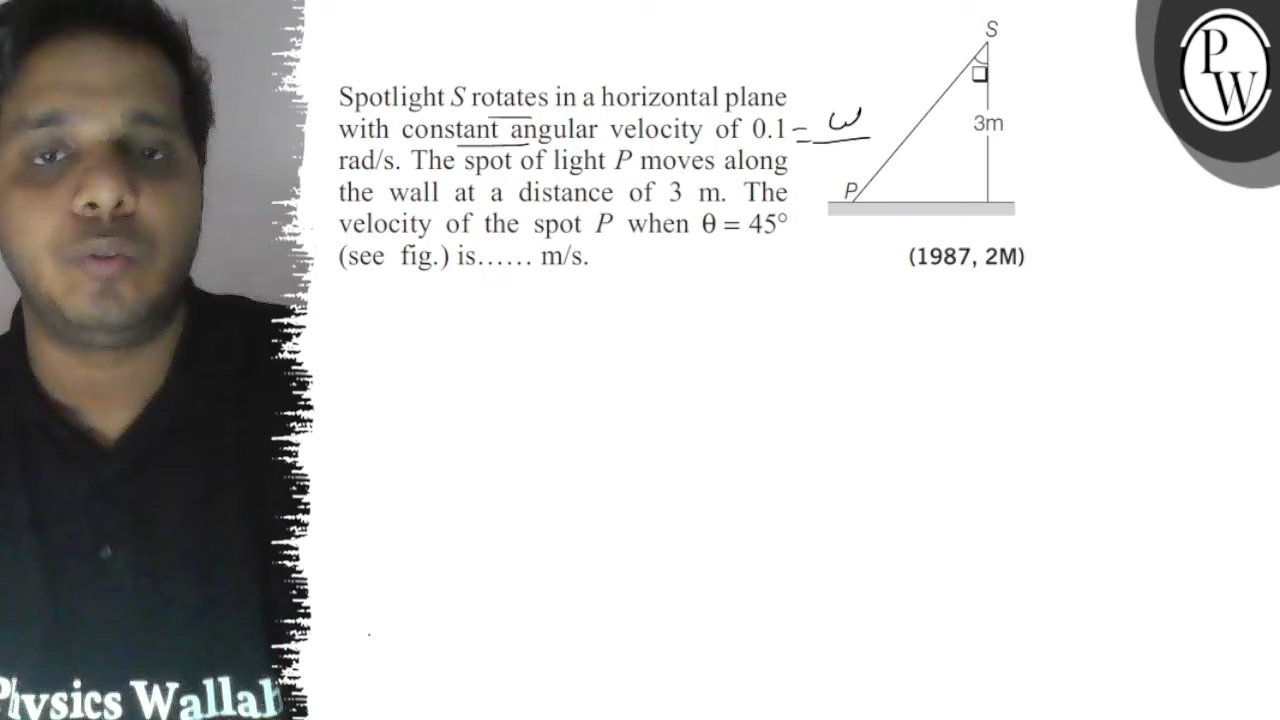 Spotlight S rotates in a horizontal plane
with constant angular velocity of 0.1 = ω
rad/s. The spot of light P moves along
the wall at a distance of 3 m. The
velocity of the spot P when θ = 45°
(see fig.) is...... m/s.
(1987, 2M)
S
3m
P
P
W
Physics Wallah